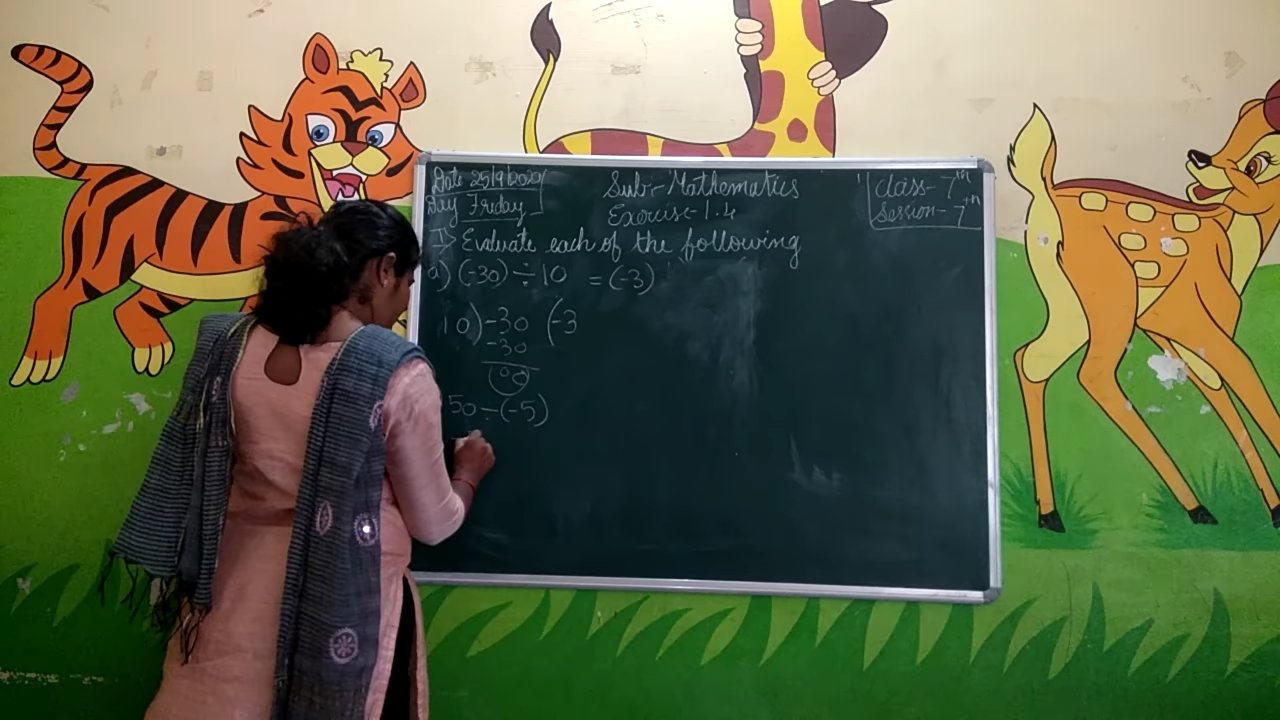 Date 25/9/2020
Sub:- Mathematics
Class- 7th
Day Friday
Exercise- 1.4
Session- 7th
I> Evaluate each of the following
a) (-30) ÷ 10 = (-3)
10) -30 (-3
-30
00
50 ÷ (-5)